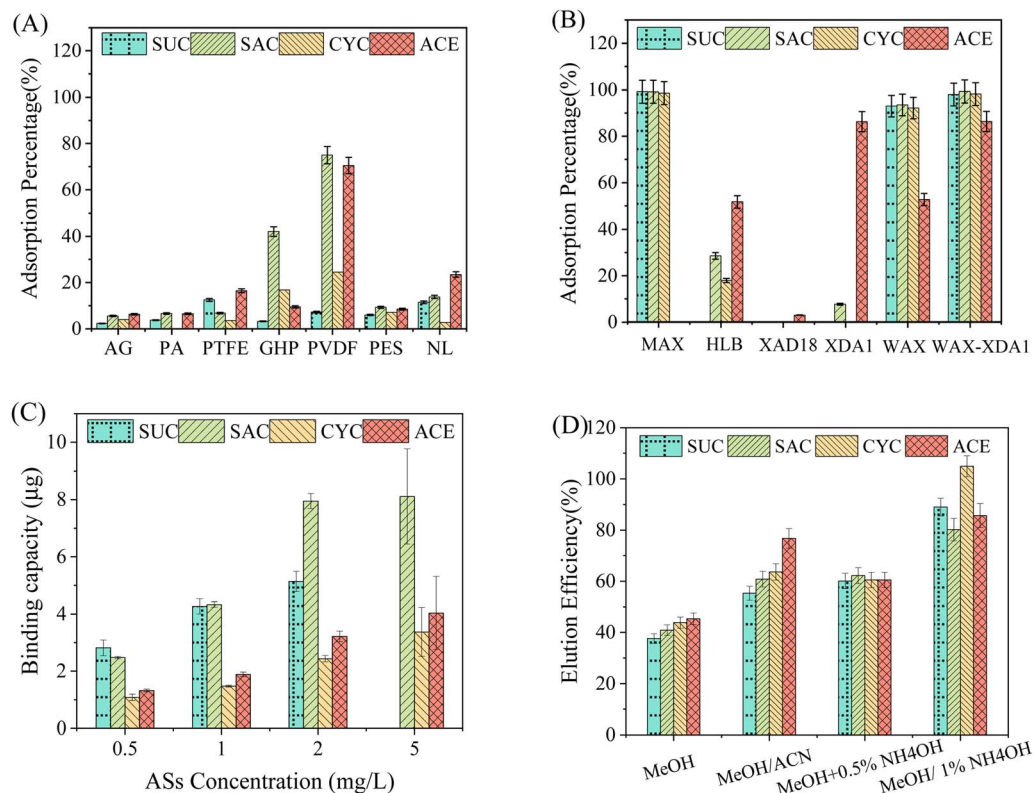 (A)
SUC SAC CYC ACE
120
100
80
60
40
20
0
Adsorption Percentage(%)
AG PA PTFE GHP PVDF PES NL
(B)
SUC SAC CYC ACE
120
100
80
60
40
20
0
Adsorption Percentage(%)
MAX HLB XAD18 XDA1 WAX WAX-XDA1
(C)
SUC SAC CYC ACE
10
8
6
4
2
0
Binding capacity (μg)
0.5 1 2 5
ASs Concentration (mg/L)
(D)
SUC SAC CYC ACE
120
100
80
60
40
20
0
Elution Efficiency(%)
MeOH MeOH/ACN MeOH+0.5% NH4OH MeOH/ 1% NH4OH